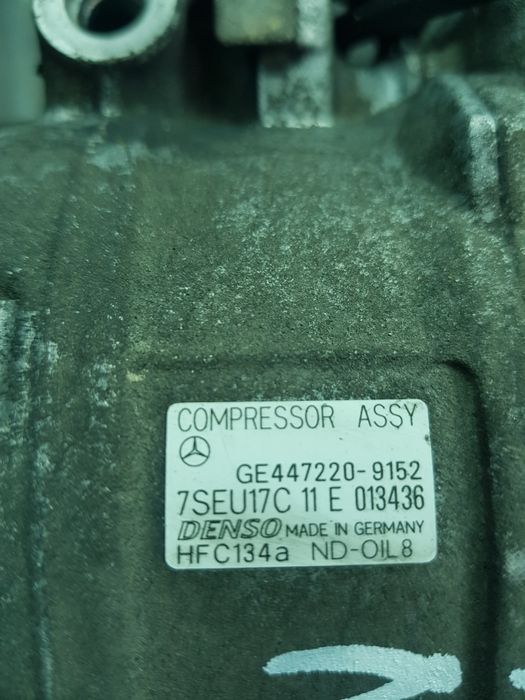 COMPRESSOR ASSY
GE447220-9152
7SEU17C 11 E 013436
DENSO MADE IN GERMANY
HFC134a ND-OIL8